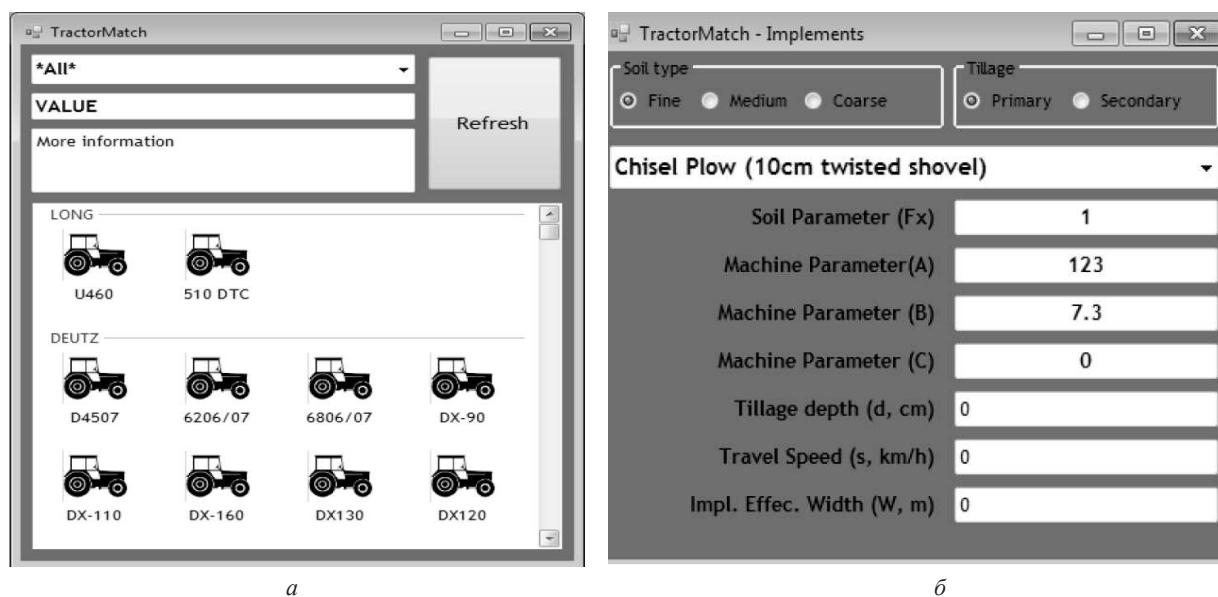 TractorMatch
*All*
VALUE
More information
Refresh
LONG
U460 510 DTC
DEUTZ
D4507 6206/07 6806/07 DX-90
DX-110 DX-160 DX130 DX120
а
TractorMatch - Implements
Soil type Tillage
Fine Medium Coarse Primary Secondary
Chisel Plow (10cm twisted shovel)
Soil Parameter (Fx) 1
Machine Parameter(A) 123
Machine Parameter (B) 7.3
Machine Parameter (C) 0
Tillage depth (d, cm) 0
Travel Speed (s, km/h) 0
Impl. Effec. Width (W, m) 0
б